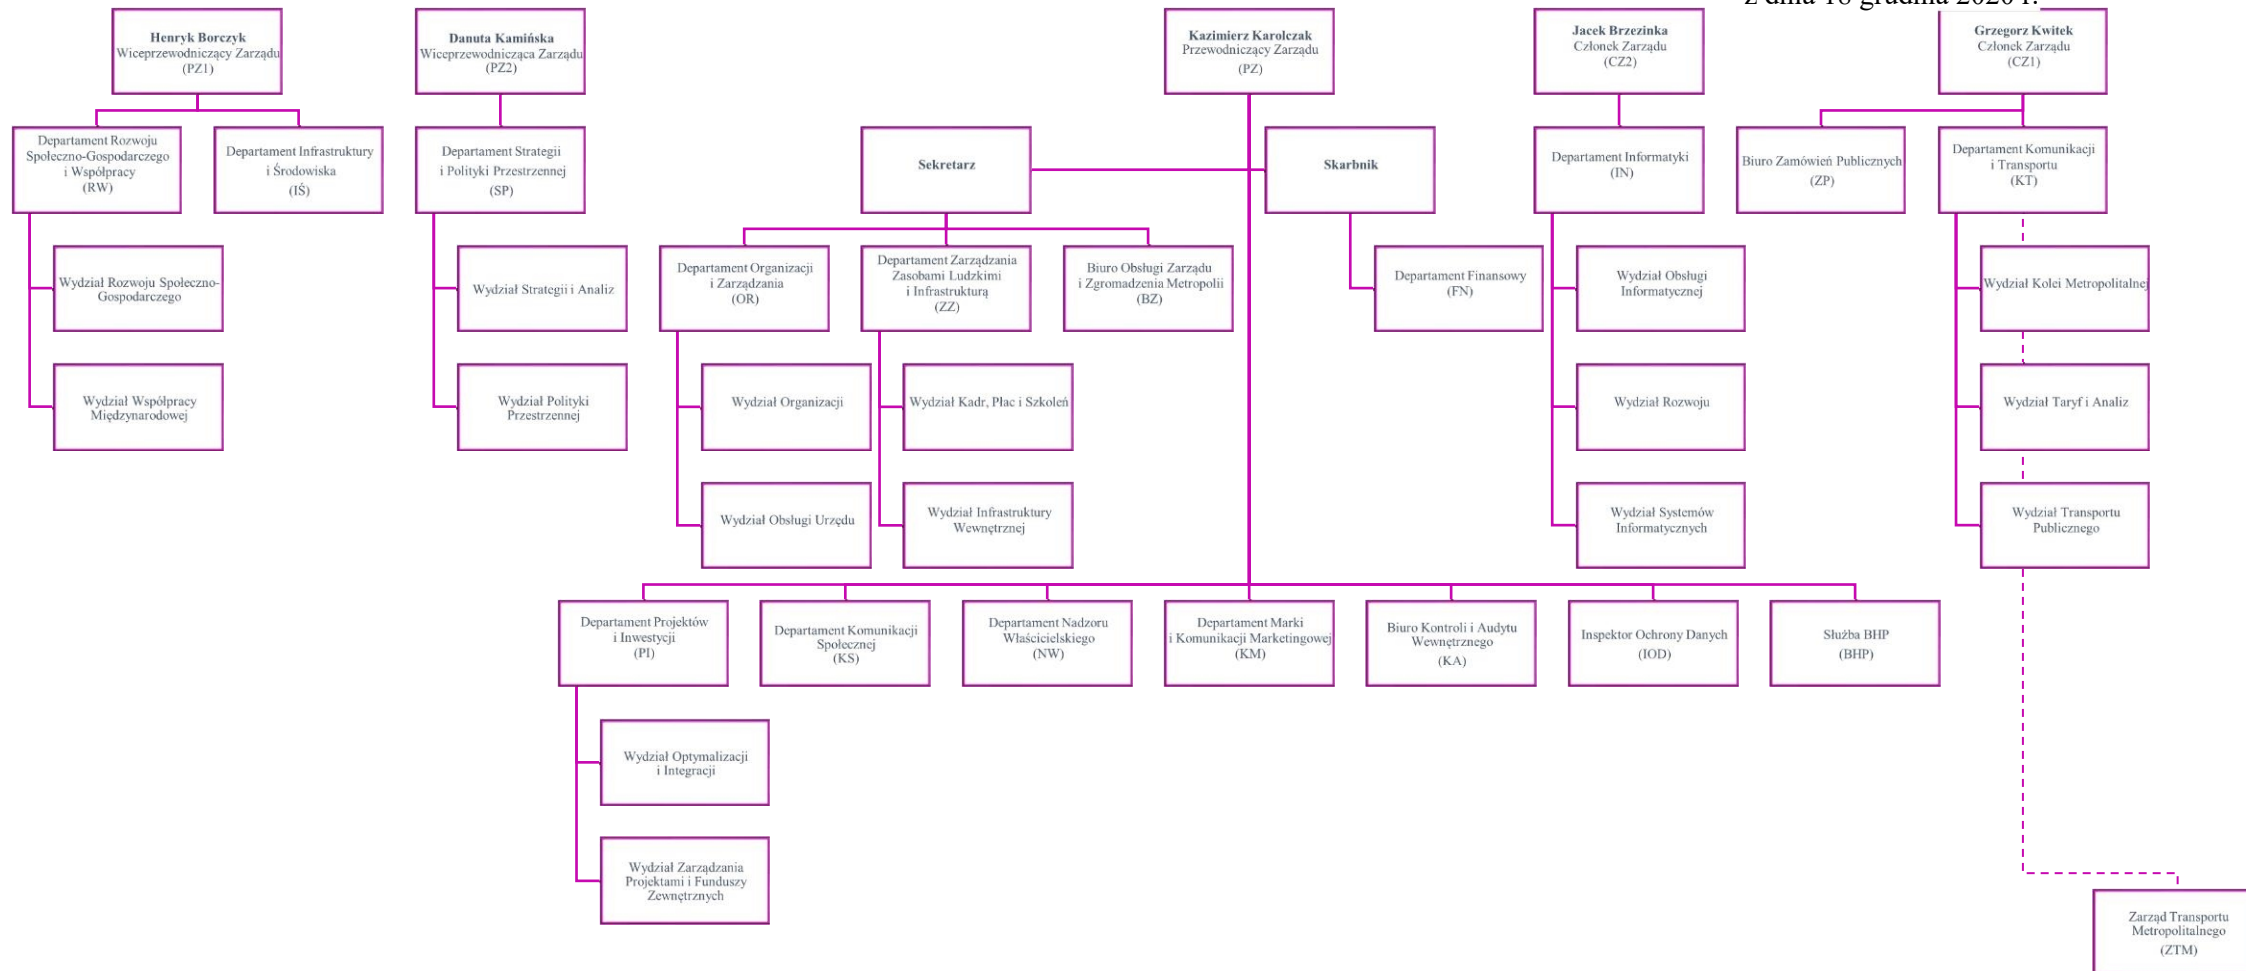 z dnia 18 grudnia 2020 r.
Henryk Borczyk
Wiceprzewodniczący Zarządu
(PZ1)
Danuta Kamińska
Wiceprzewodnicząca Zarządu
(PZ2)
Kazimierz Karolczak
Przewodniczący Zarządu
(PZ)
Jacek Brzezinka
Członek Zarządu
(CZ2)
Grzegorz Kwitek
Członek Zarządu
(CZ1)
Departament Rozwoju
Społeczno-Gospodarczego
i Współpracy
(RW)
Departament Infrastruktury
i Środowiska
(IŚ)
Departament Strategii
i Polityki Przestrzennej
(SP)
Sekretarz
Skarbnik
Departament Informatyki
(IN)
Biuro Zamówień Publicznych
(ZP)
Departament Komunikacji
i Transportu
(KT)
Wydział Rozwoju Społeczno-
Gospodarczego
Wydział Strategii i Analiz
Departament Organizacji
i Zarządzania
(OR)
Departament Zarządzania
Zasobami Ludzkimi
i Infrastrukturą
(ZZ)
Biuro Obsługi Zarządu
i Zgromadzenia Metropolii
(BZ)
Departament Finansowy
(FN)
Wydział Obsługi
Informatycznej
Wydział Kolei Metropolitalnej
Wydział Współpracy
Międzynarodowej
Wydział Polityki
Przestrzennej
Wydział Organizacji
Wydział Kadr, Płac i Szkoleń
Wydział Rozwoju
Wydział Taryf i Analiz
Wydział Obsługi Urzędu
Wydział Infrastruktury
Wewnętrznej
Wydział Systemów
Informatycznych
Wydział Transportu
Publicznego
Departament Projektów
i Inwestycji
(PI)
Departament Komunikacji
Społecznej
(KS)
Departament Nadzoru
Właścicielskiego
(NW)
Departament Marki
i Komunikacji Marketingowej
(KM)
Biuro Kontroli i Audytu
Wewnętrznego
(KA)
Inspektor Ochrony Danych
(IOD)
Służba BHP
(BHP)
Wydział Optymalizacji
i Integracji
Wydział Zarządzania
Projektami i Funduszy
Zewnętrznych
Zarząd Transportu
Metropolitalnego
(ZTM)